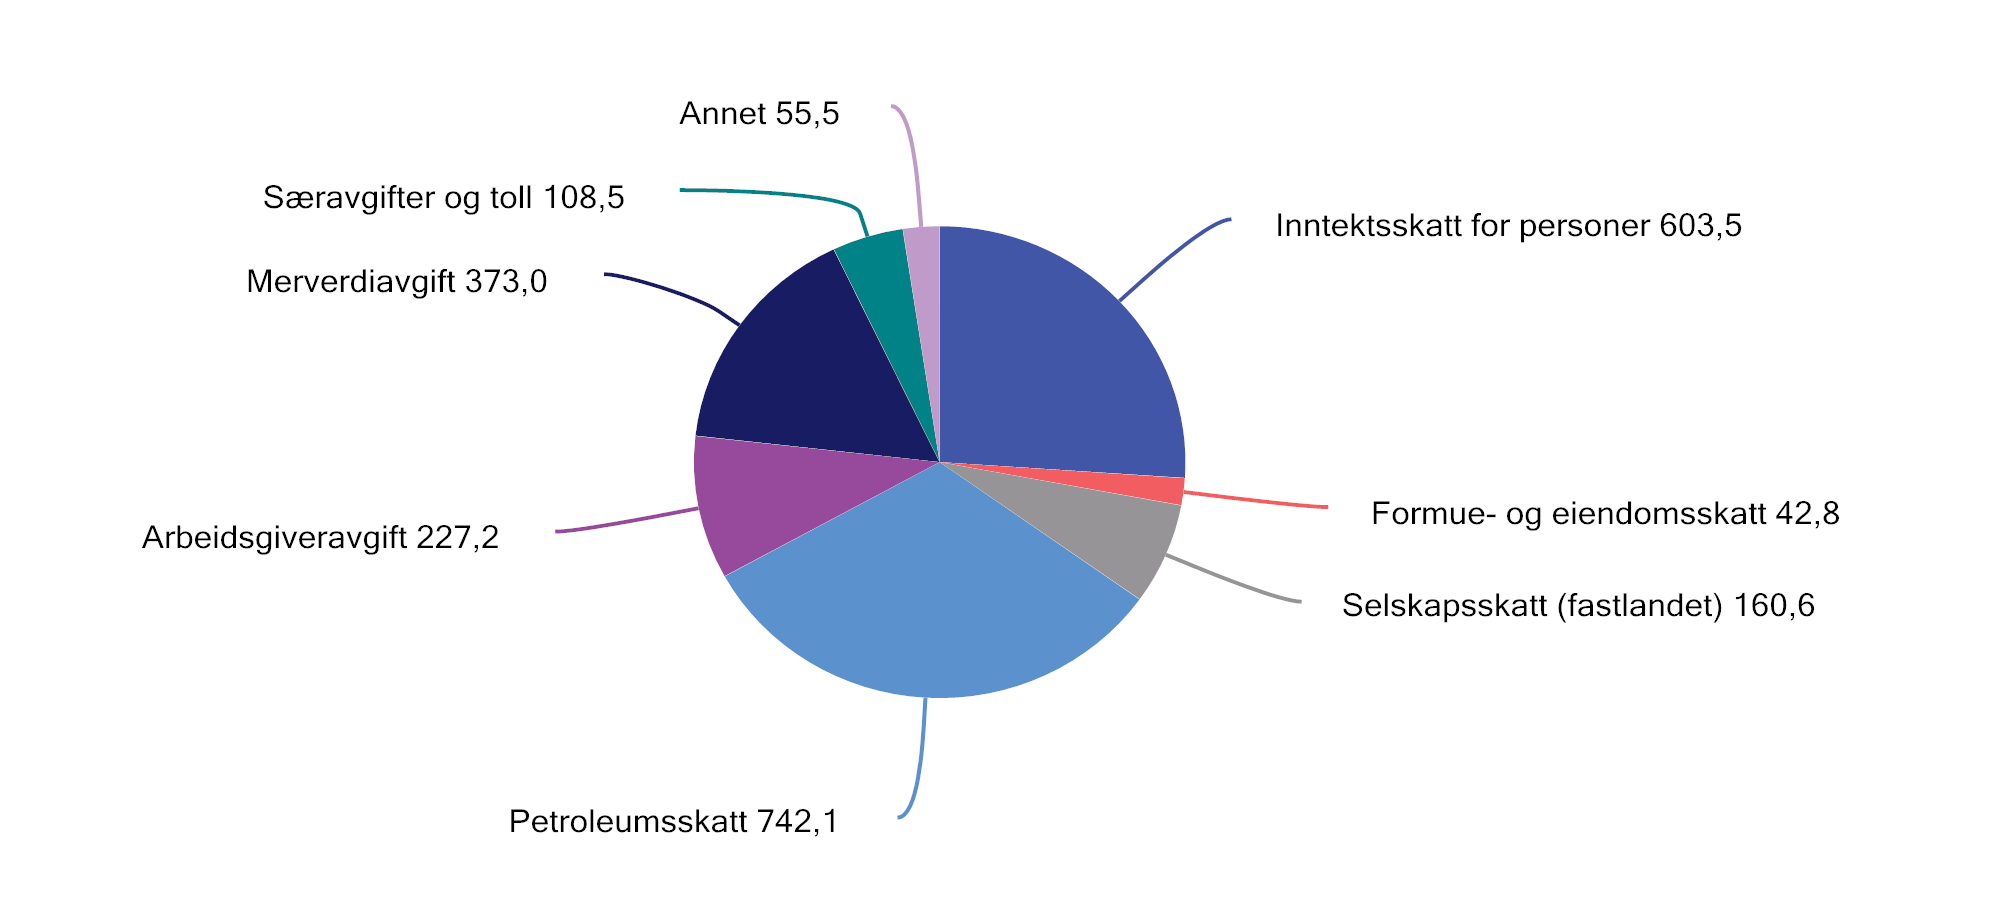 Annet 55,5
Særavgifter og toll 108,5
Inntektsskatt for personer 603,5
Merverdiavgift 373,0
Formue- og eiendomsskatt 42,8
Arbeidsgiveravgift 227,2
Selskapsskatt (fastlandet) 160,6
Petroleumsskatt 742,1